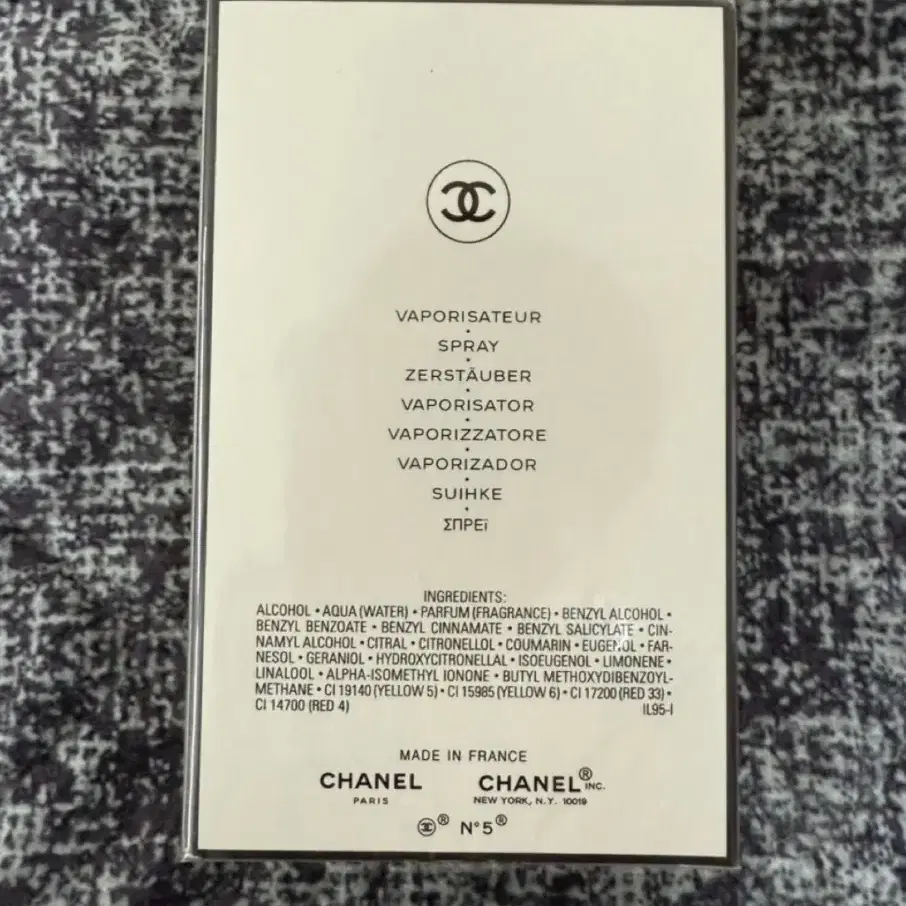 VAPORISATEUR
•
SPRAY
•
ZERSTÄUBER
•
VAPORISATOR
•
VAPORIZZATORE
•
VAPORIZADOR
•
SUIHKE
•
ΣΠΡΕϊ
INGREDIENTS:
ALCOHOL • AQUA (WATER) • PARFUM (FRAGRANCE) • BENZYL ALCOHOL •
BENZYL BENZOATE • BENZYL CINNAMATE • BENZYL SALICYLATE • CIN-
NAMYL ALCOHOL • CITRAL • CITRONELLOL • COUMARIN • EUGENOL • FAR-
NESOL • GERANIOL • HYDROXYCITRONELLAL • ISOEUGENOL • LIMONENE •
LINALOOL • ALPHA-ISOMETHYL IONONE • BUTYL METHOXYDIBENZOYL-
METHANE • CI 19140 (YELLOW 5) • CI 15985 (YELLOW 6) • CI 17200 (RED 33) •
CI 14700 (RED 4) IL95-I
MADE IN FRANCE
CHANEL CHANEL® INC.
PARIS NEW YORK, N.Y. 10019
® N°5®